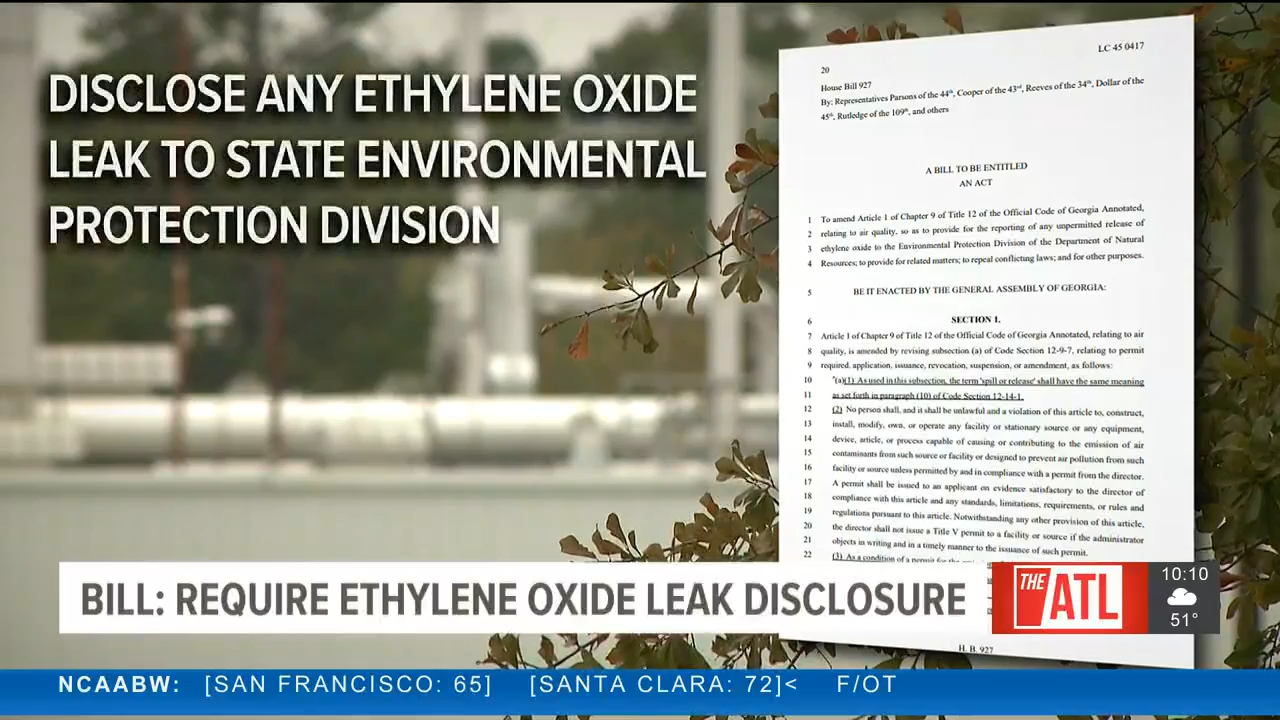 DISCLOSE ANY ETHYLENE OXIDE
LEAK TO STATE ENVIRONMENTAL
PROTECTION DIVISION
LC 45 0417
20
House Bill 927
By: Representatives Parsons of the 44th, Cooper of the 43rd, Reeves of the 34th, Dollar of the
45th, Rutledge of the 109th, and others
A BILL TO BE ENTITLED
AN ACT
1 To amend Article 1 of Chapter 9 of Title 12 of the Official Code of Georgia Annotated,
2 relating to air quality, so as to provide for the reporting of any unpermitted release of
3 ethylene oxide to the Environmental Protection Division of the Department of Natural
4 Resources; to provide for related matters; to repeal conflicting laws; and for other purposes.
5 BE IT ENACTED BY THE GENERAL ASSEMBLY OF GEORGIA:
6 SECTION 1.
7 Article 1 of Chapter 9 of Title 12 of the Official Code of Georgia Annotated, relating to air
8 quality, is amended by revising subsection (a) of Code Section 12-9-7, relating to permit
9 required, application, issuance, revocation, suspension, or amendment, as follows:
10 "(a)(1) As used in this subsection, the term 'spill or release' shall have the same meaning
11 as set forth in paragraph (10) of Code Section 12-14-1.
12 (2) No person shall, and it shall be unlawful and a violation of this article to, construct,
13 install, modify, own, or operate any facility or stationary source or any equipment,
14 device, article, or process capable of causing or contributing to the emission of air
15 contaminants from such source or facility or designed to prevent air pollution from such
16 facility or source unless permitted by and in compliance with a permit from the director.
17 A permit shall be issued to an applicant on evidence satisfactory to the director of
18 compliance with this article and any standards, limitations, requirements, or rules and
19 regulations pursuant to this article. Notwithstanding any other provision of this article,
20 the director shall not issue a Title V permit to a facility or source if the administrator
21 objects in writing and in a timely manner to the issuance of such permit.
22 (3) As a condition of a permit for the
H. B. 927
BILL: REQUIRE ETHYLENE OXIDE LEAK DISCLOSURE
THE ATL
10:10
51°
NCAABW: [SAN FRANCISCO: 65] [SANTA CLARA: 72]< F/OT